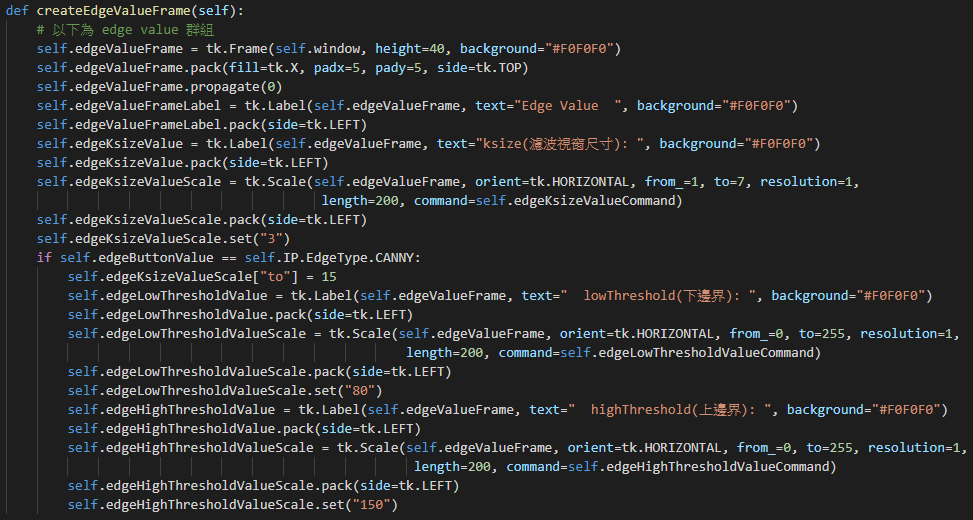 def createEdgeValueFrame(self):
    # 以下為 edge value 群組
    self.edgeValueFrame = tk.Frame(self.window, height=40, background="#F0F0F0")
    self.edgeValueFrame.pack(fill=tk.X, padx=5, pady=5, side=tk.TOP)
    self.edgeValueFrame.propagate(0)
    self.edgeValueFrameLabel = tk.Label(self.edgeValueFrame, text="Edge Value  ", background="#F0F0F0")
    self.edgeValueFrameLabel.pack(side=tk.LEFT)
    self.edgeKsizeValue = tk.Label(self.edgeValueFrame, text="ksize(濾波視窗尺寸): ", background="#F0F0F0")
    self.edgeKsizeValue.pack(side=tk.LEFT)
    self.edgeKsizeValueScale = tk.Scale(self.edgeValueFrame, orient=tk.HORIZONTAL, from_=1, to=7, resolution=1,
                                        length=200, command=self.edgeKsizeValueCommand)
    self.edgeKsizeValueScale.pack(side=tk.LEFT)
    self.edgeKsizeValueScale.set("3")
    if self.edgeButtonValue == self.IP.EdgeType.CANNY:
        self.edgeKsizeValueScale["to"] = 15
        self.edgeLowThresholdValue = tk.Label(self.edgeValueFrame, text="  lowThreshold(下邊界): ", background="#F0F0F0")
        self.edgeLowThresholdValue.pack(side=tk.LEFT)
        self.edgeLowThresholdValueScale = tk.Scale(self.edgeValueFrame, orient=tk.HORIZONTAL, from_=0, to=255, resolution=1,
                                                   length=200, command=self.edgeLowThresholdValueCommand)
        self.edgeLowThresholdValueScale.pack(side=tk.LEFT)
        self.edgeLowThresholdValueScale.set("80")
        self.edgeHighThresholdValue = tk.Label(self.edgeValueFrame, text="  highThreshold(上邊界): ", background="#F0F0F0")
        self.edgeHighThresholdValue.pack(side=tk.LEFT)
        self.edgeHighThresholdValueScale = tk.Scale(self.edgeValueFrame, orient=tk.HORIZONTAL, from_=0, to=255, resolution=1,
                                                    length=200, command=self.edgeHighThresholdValueCommand)
        self.edgeHighThresholdValueScale.pack(side=tk.LEFT)
        self.edgeHighThresholdValueScale.set("150")